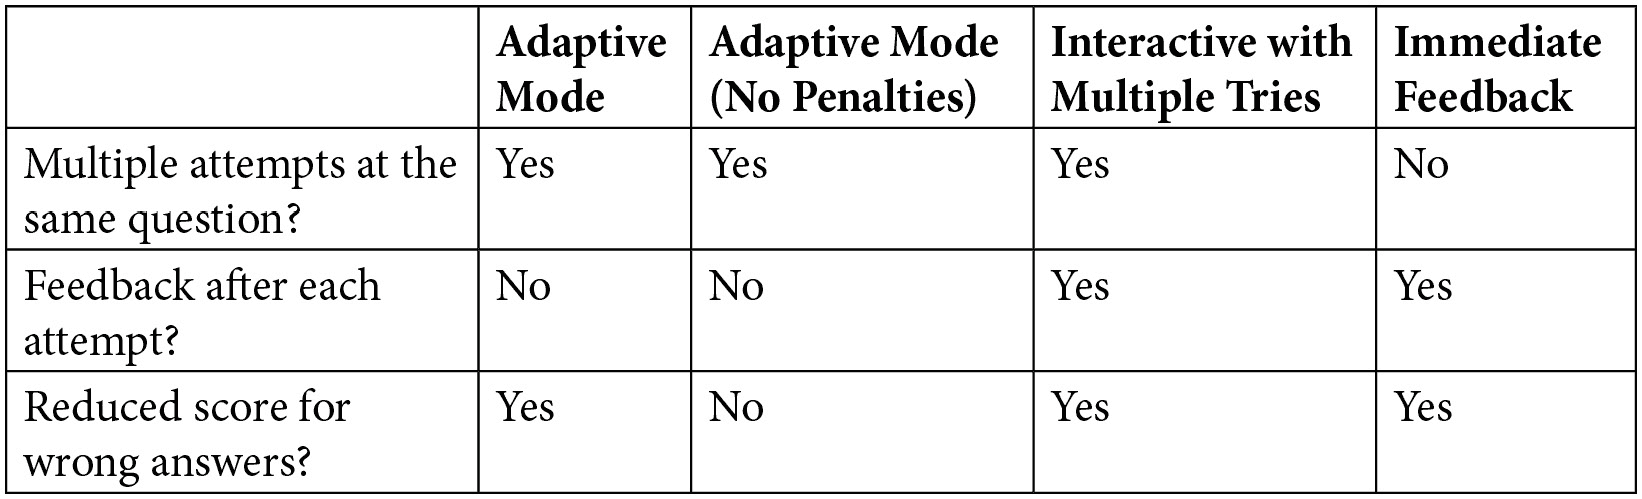 Adaptive Mode
Adaptive Mode (No Penalties)
Interactive with Multiple Tries
Immediate Feedback
Multiple attempts at the same question?
Yes
Yes
Yes
No
Feedback after each attempt?
No
No
Yes
Yes
Reduced score for wrong answers?
Yes
No
Yes
Yes